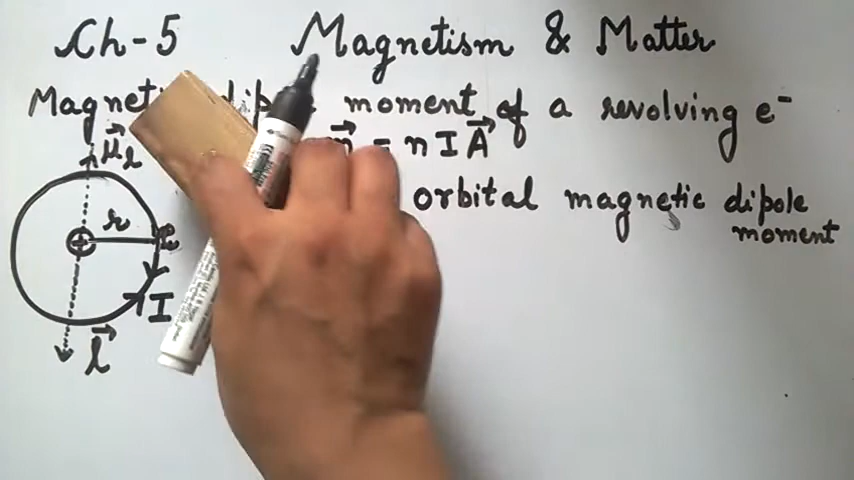 Ch-5 Magnetism & Matter
moment of a revolving e⁻
= n I A⃗
orbital magnetic dipole
moment
μ⃗ₗ
r
+
I
l⃗